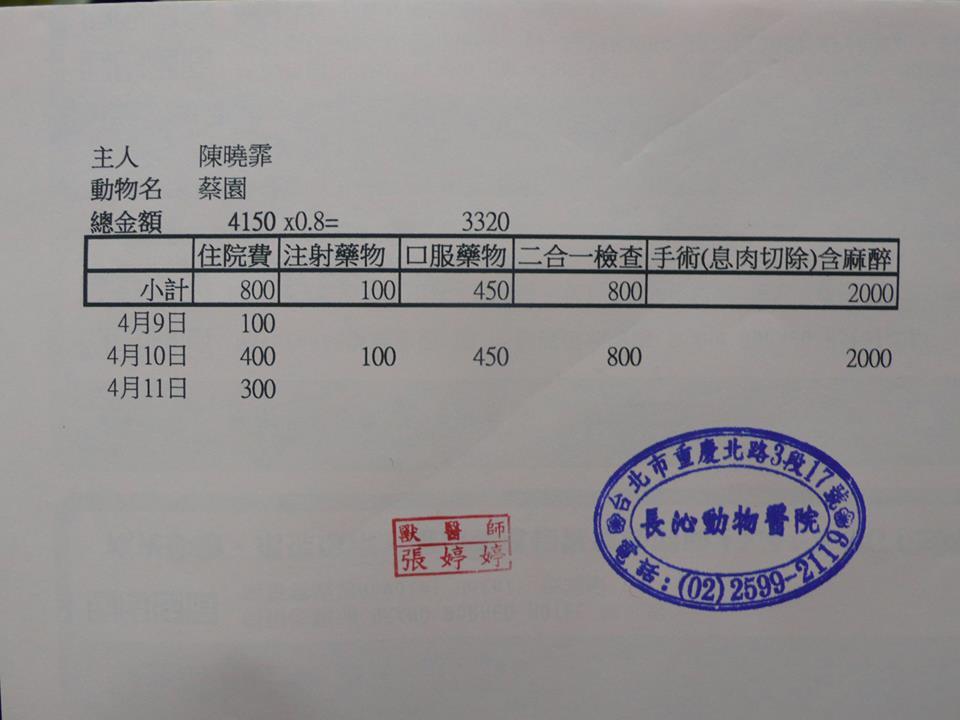 主人 陳曉霏
動物名 蔡園
總金額 4150 x0.8= 3320
住院費 注射藥物 口服藥物 二合一檢查 手術(息肉切除)含麻醉
小計 800 100 450 800 2000
4月9日 100
4月10日 400 100 450 800 2000
4月11日 300
獸醫師
張婷婷
台北市重慶北路3段17號
長沁動物醫院
電話:(02)2599-2119